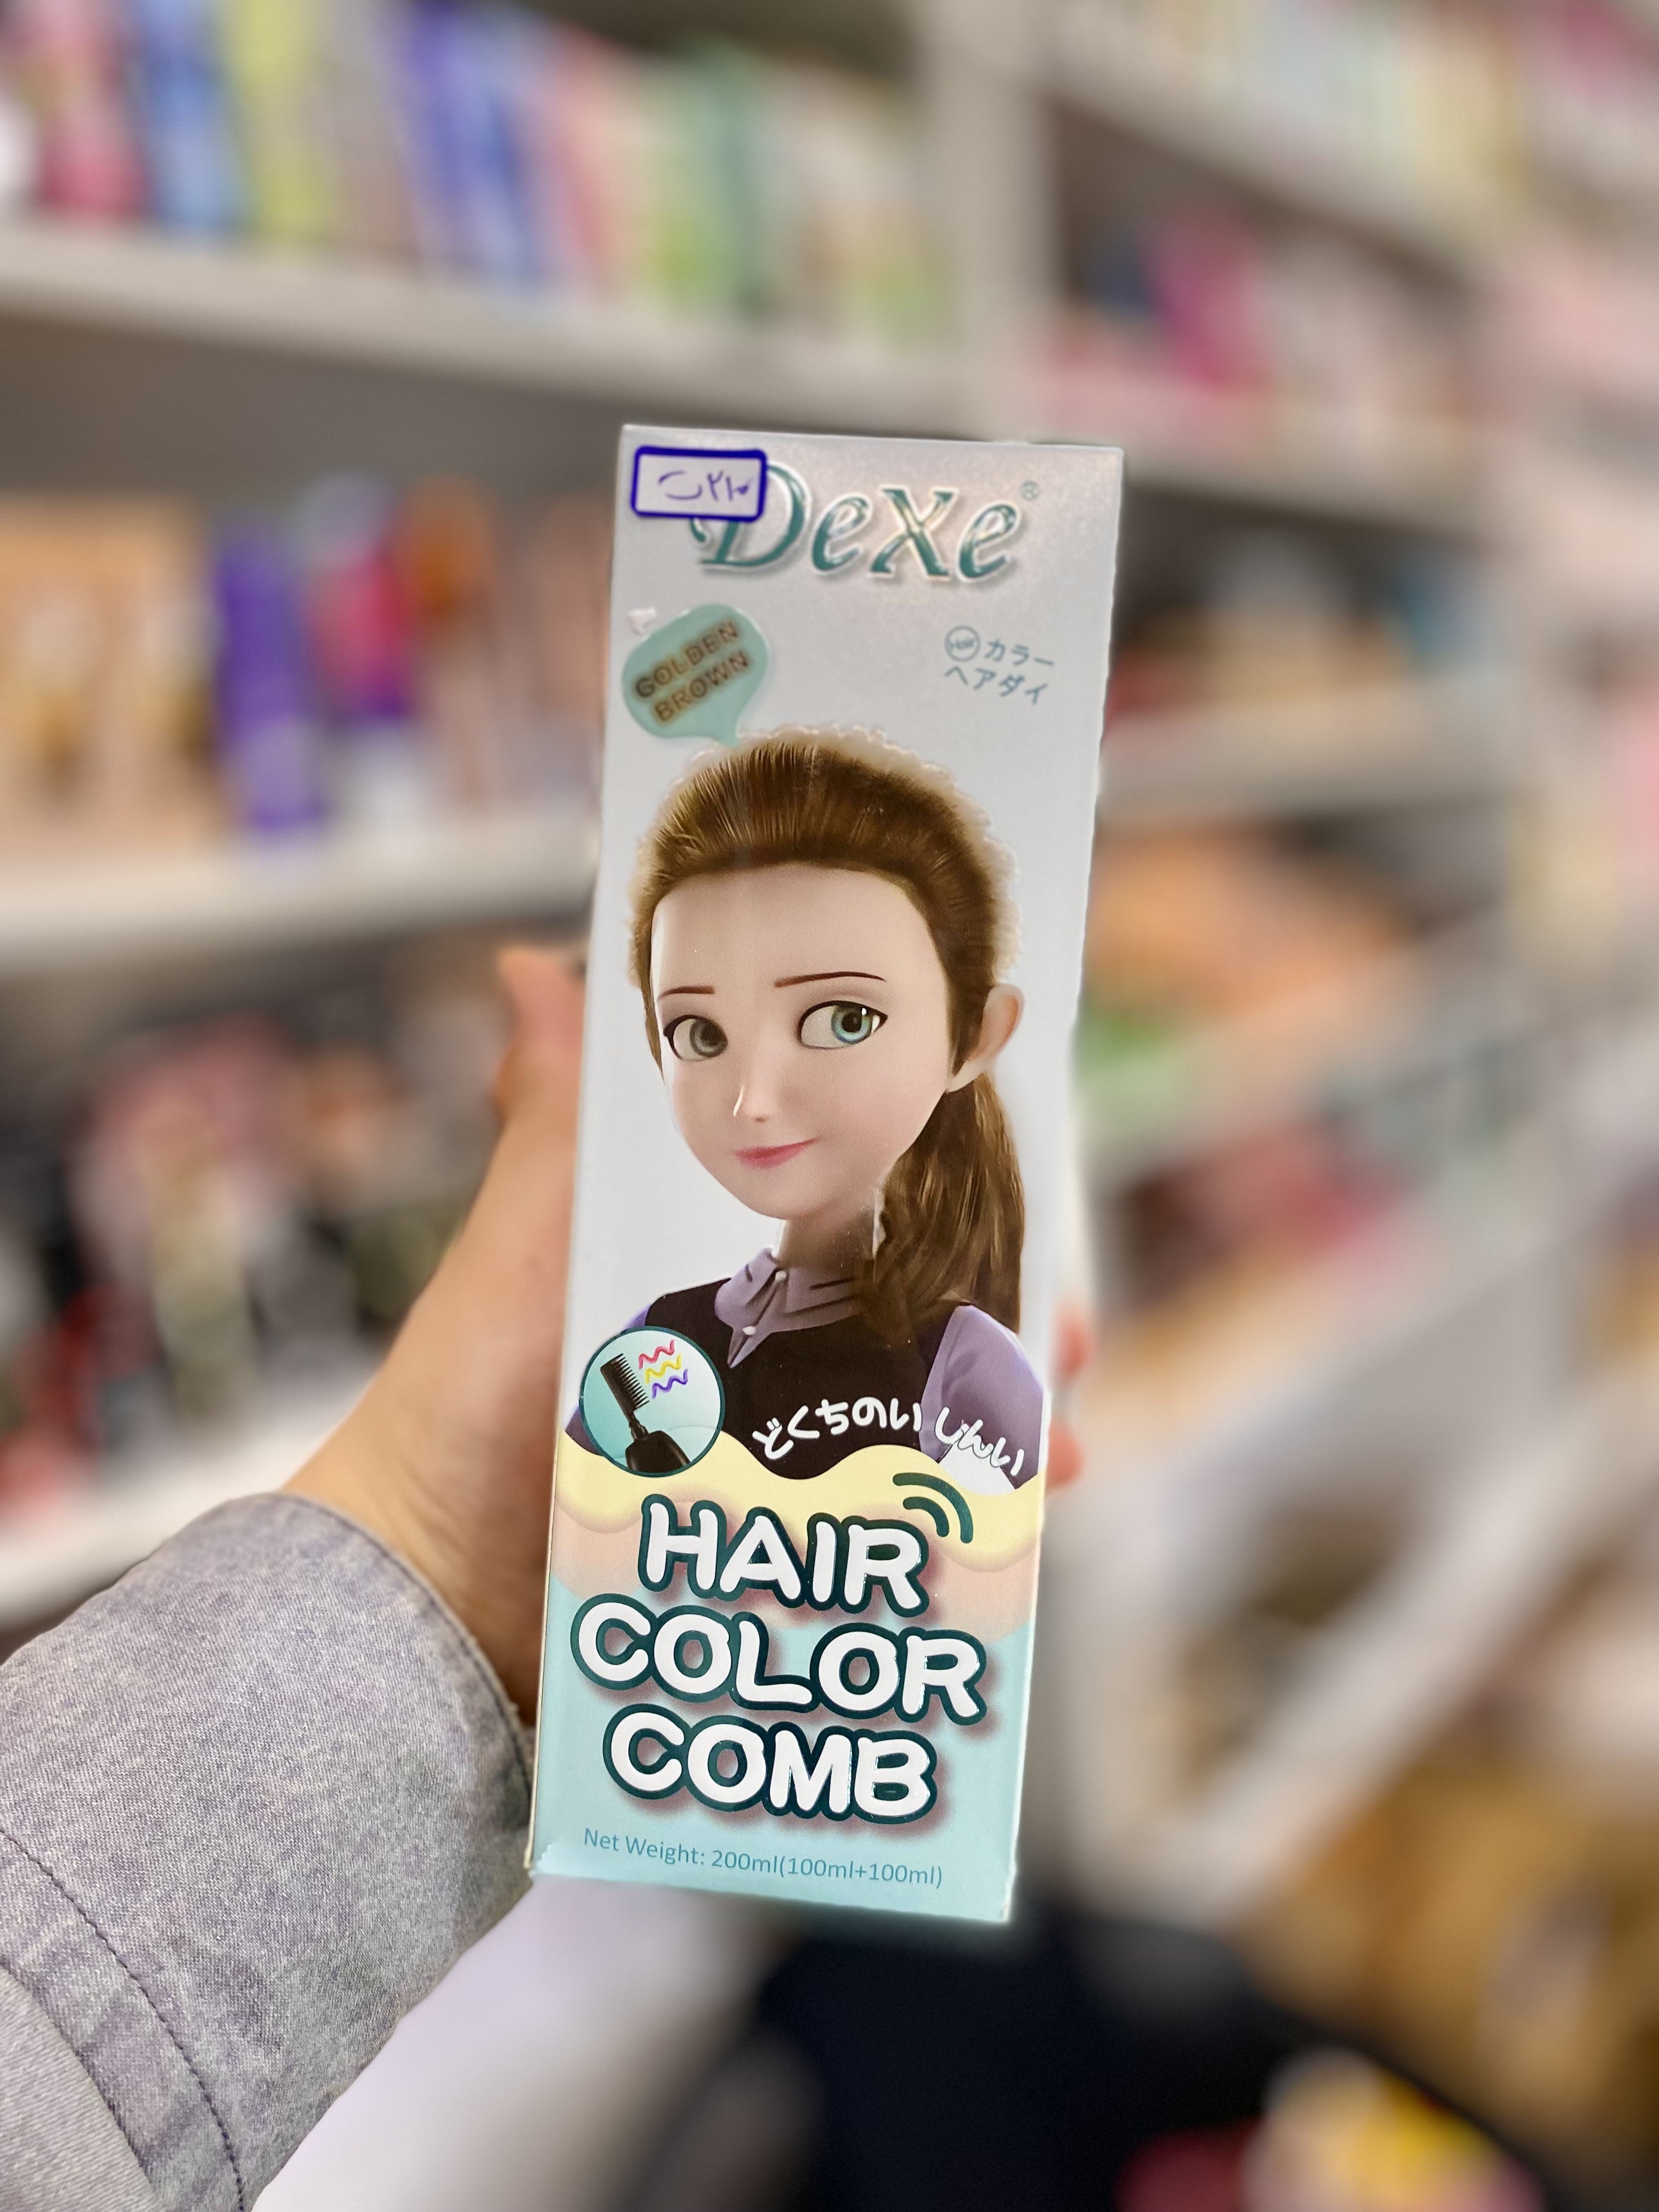 DeXe®
GOLDEN
BROWN
Hair カラー
ヘアダイ
どくちのい しんい
HAIR
COLOR
COMB
Net Weight: 200ml(100ml+100ml)